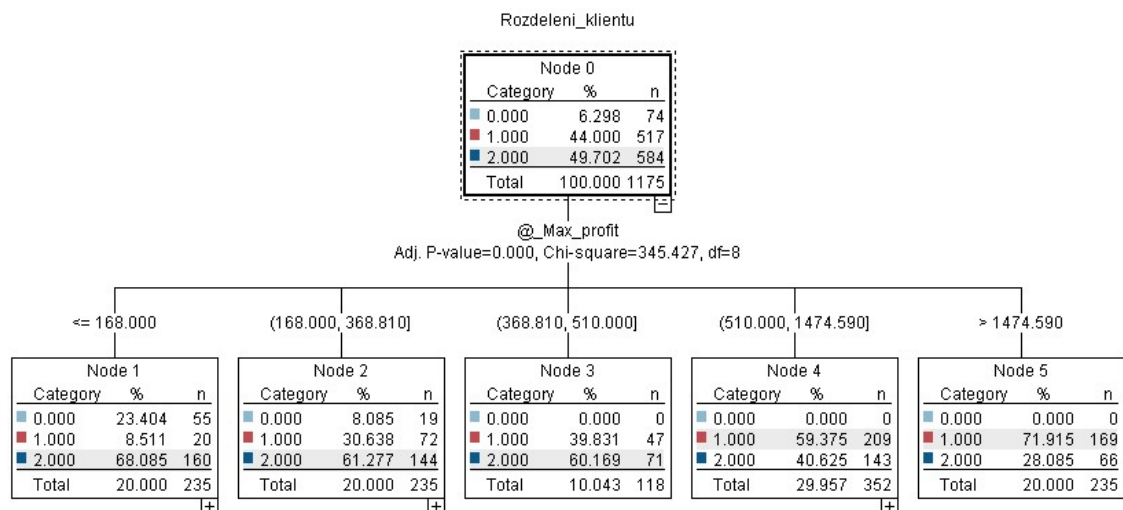 Rozdeleni_klientu
Node 0
Category % n
0.000 6.298 74
1.000 44.000 517
2.000 49.702 584
Total 100.000 1175
@_Max_profit
Adj. P-value=0.000, Chi-square=345.427, df=8
<= 168.000
(168.000, 368.810]
(368.810, 510.000]
(510.000, 1474.590]
> 1474.590
Node 1
Category % n
0.000 23.404 55
1.000 8.511 20
2.000 68.085 160
Total 20.000 235
Node 2
Category % n
0.000 8.085 19
1.000 30.638 72
2.000 61.277 144
Total 20.000 235
Node 3
Category % n
0.000 0.000 0
1.000 39.831 47
2.000 60.169 71
Total 10.043 118
Node 4
Category % n
0.000 0.000 0
1.000 59.375 209
2.000 40.625 143
Total 29.957 352
Node 5
Category % n
0.000 0.000 0
1.000 71.915 169
2.000 28.085 66
Total 20.000 235